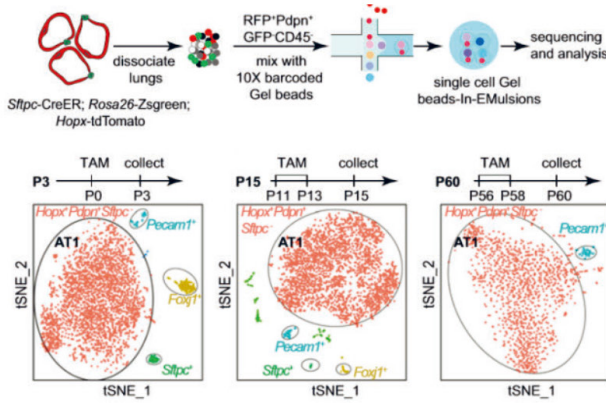 dissociate
lungs
RFP⁺Pdpn⁺
GFP⁻CD45⁻
mix with
10X barcoded
Gel beads
single cell Gel
beads-In-EMulsions
sequencing
and analysis
Sftpc-CreER; Rosa26-Zsgreen;
Hopx-tdTomato
TAM collect
P3
P0 P3
Hopx⁺Pdpn⁺Sftpc⁻
AT1
Pecam1⁺
Foxj1⁺
Sftpc⁺
tSNE_2
tSNE_1
TAM collect
P15
P11 P13 P15
Hopx⁺Pdpn⁺
Sftpc⁻
AT1
Pecam1⁺
Sftpc⁺
Foxj1⁺
tSNE_2
tSNE_1
TAM collect
P60
P56 P58 P60
Hopx⁺Pdpn⁺Sftpc⁻
AT1
Pecam1⁺
tSNE_2
tSNE_1